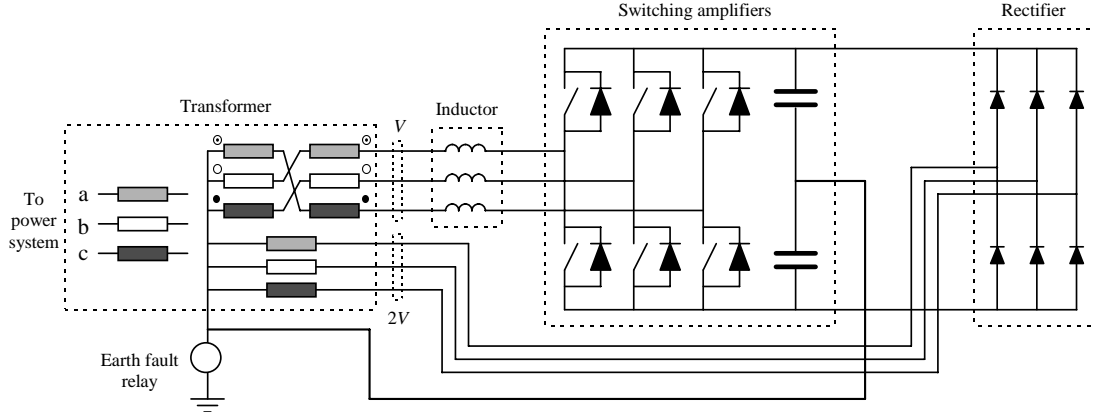 Switching amplifiers
Rectifier
Transformer
Inductor
V
To
power
system
a
b
c
2V
Earth fault
relay